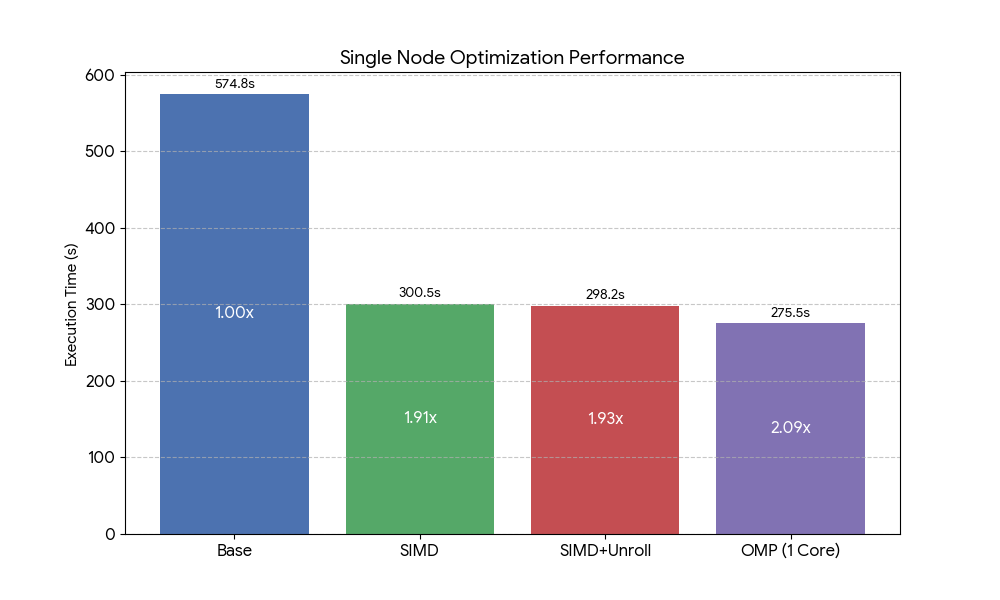 Single Node Optimization Performance
600
500
400
300
200
100
0
Execution Time (s)
574.8s
300.5s
298.2s
275.5s
1.00x
1.91x
1.93x
2.09x
Base
SIMD
SIMD+Unroll
OMP (1 Core)